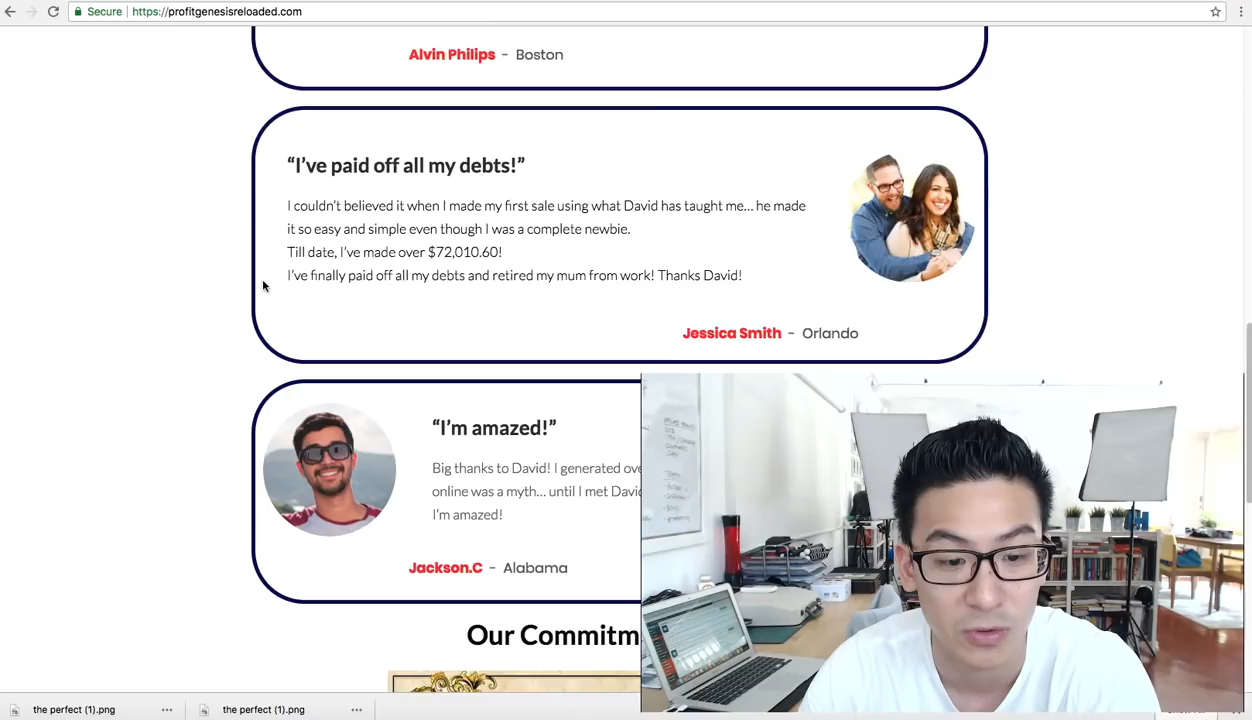 Secure | https://profitgenesisreloaded.com
Alvin Philips - Boston
“I’ve paid off all my debts!”
I couldn’t believed it when I made my first sale using what David has taught me... he made
it so easy and simple even though I was a complete newbie.
Till date, I’ve made over $72,010.60!
I’ve finally paid off all my debts and retired my mum from work! Thanks David!
Jessica Smith - Orlando
“I’m amazed!”
Big thanks to David! I generated ove
online was a myth... until I met David
I’m amazed!
Jackson.C - Alabama
Our Commitm
the perfect (1).png
the perfect (1).png